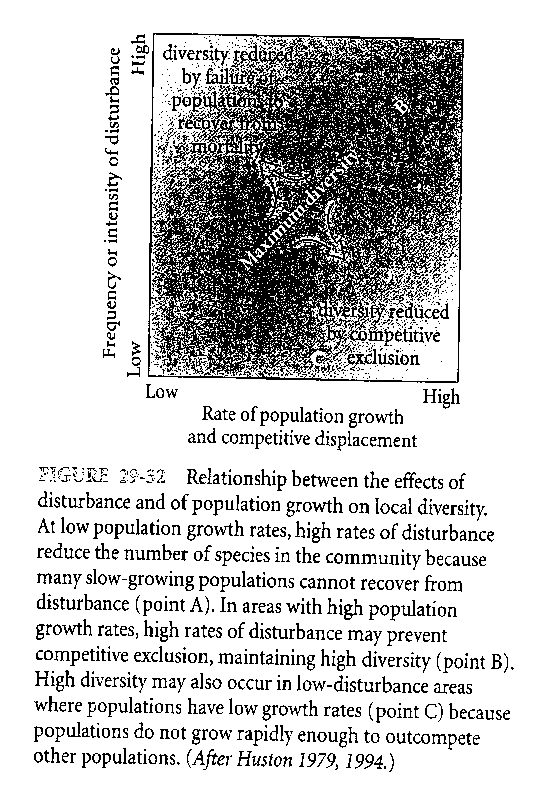 High
Frequency or intensity of disturbance
Low
diversity reduced
by failure of
populations to
recover from
mortality
B
Maximum diversity
diversity reduced
by competitive
exclusion
Low
High
Rate of population growth
and competitive displacement
FIGURE 29-32 Relationship between the effects of
disturbance and of population growth on local diversity.
At low population growth rates, high rates of disturbance
reduce the number of species in the community because
many slow-growing populations cannot recover from
disturbance (point A). In areas with high population
growth rates, high rates of disturbance may prevent
competitive exclusion, maintaining high diversity (point B).
High diversity may also occur in low-disturbance areas
where populations have low growth rates (point C) because
populations do not grow rapidly enough to outcompete
other populations. (After Huston 1979, 1994.)